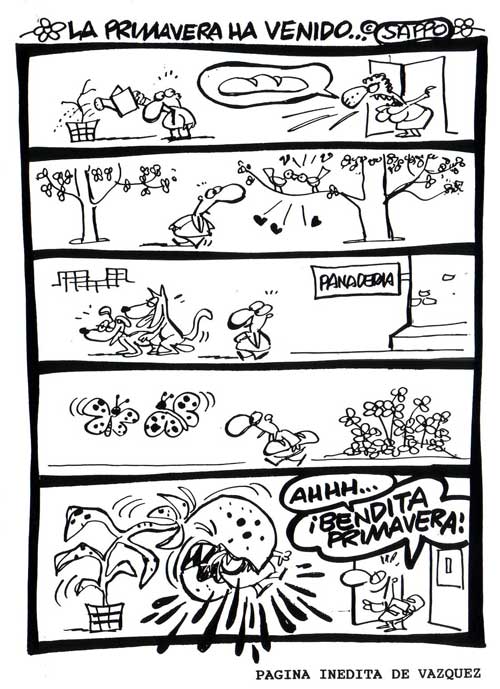 LA PRIMAVERA HA VENIDO...© SAPPO
PANADERIA
AHHH...
¡BENDITA
PRIMAVERA!
PAGINA INEDITA DE VAZQUEZ